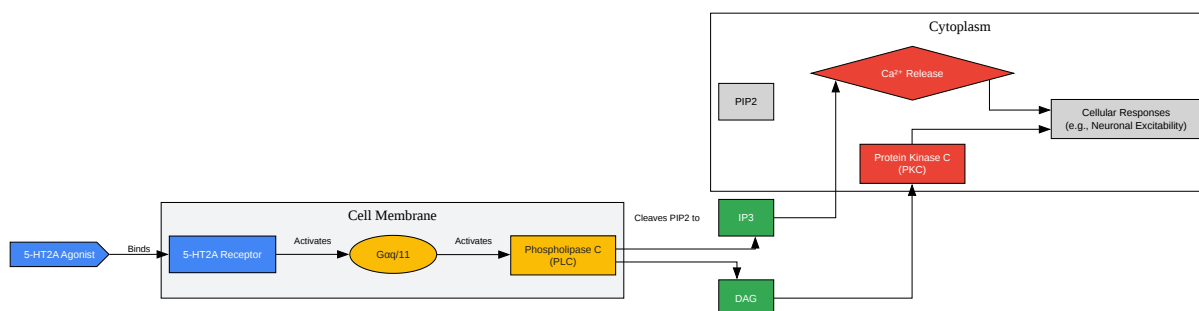 Cytoplasm
Ca²⁺ Release
PIP2
Cellular Responses
(e.g., Neuronal Excitability)
Protein Kinase C
(PKC)
Cell Membrane
Cleaves PIP2 to
IP3
5-HT2A Agonist
Binds
5-HT2A Receptor
Activates
Gαq/11
Activates
Phospholipase C
(PLC)
DAG